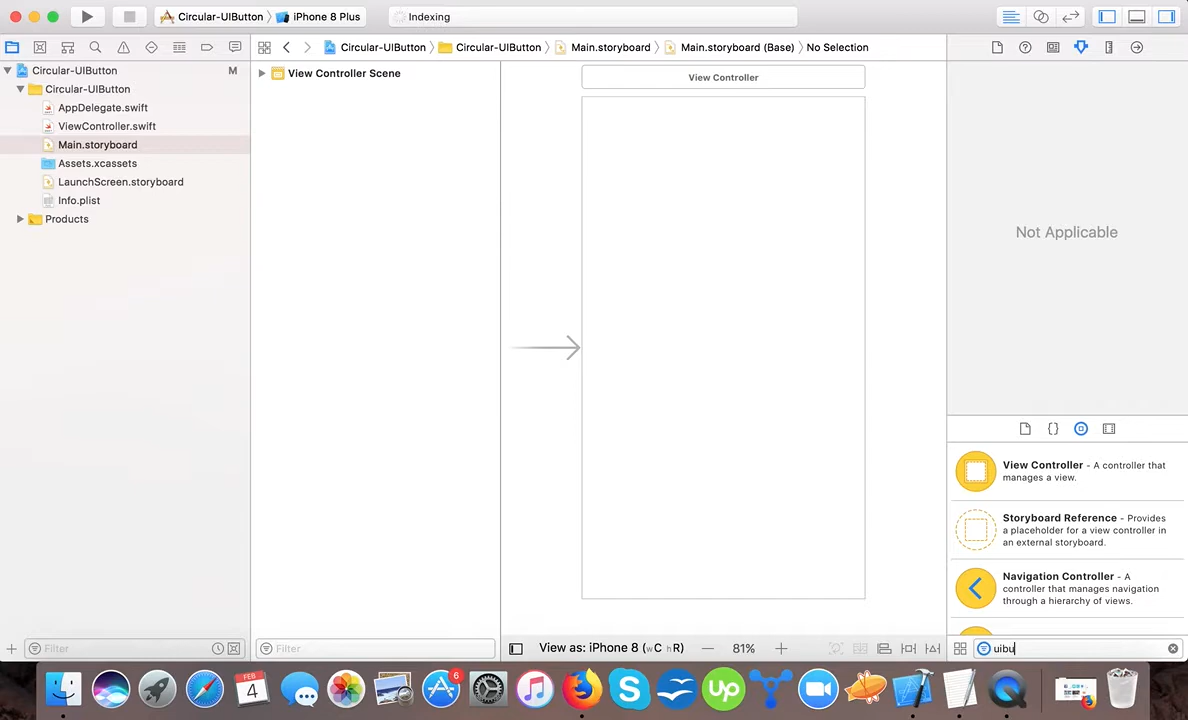 Circular-UIButton
iPhone 8 Plus
Indexing
Circular-UIButton
Circular-UIButton
Main.storyboard
Main.storyboard (Base)
No Selection
Circular-UIButton
M
Circular-UIButton
AppDelegate.swift
ViewController.swift
Main.storyboard
Assets.xcassets
LaunchScreen.storyboard
Info.plist
Products
View Controller Scene
View Controller
Not Applicable
View Controller - A controller that
manages a view.
Storyboard Reference - Provides
a placeholder for a view controller in
an external storyboard.
Navigation Controller - A
controller that manages navigation
through a hierarchy of views.
Filter
Filter
View as: iPhone 8 (wC hR)
81%
uibu
FEB
4
6
Up